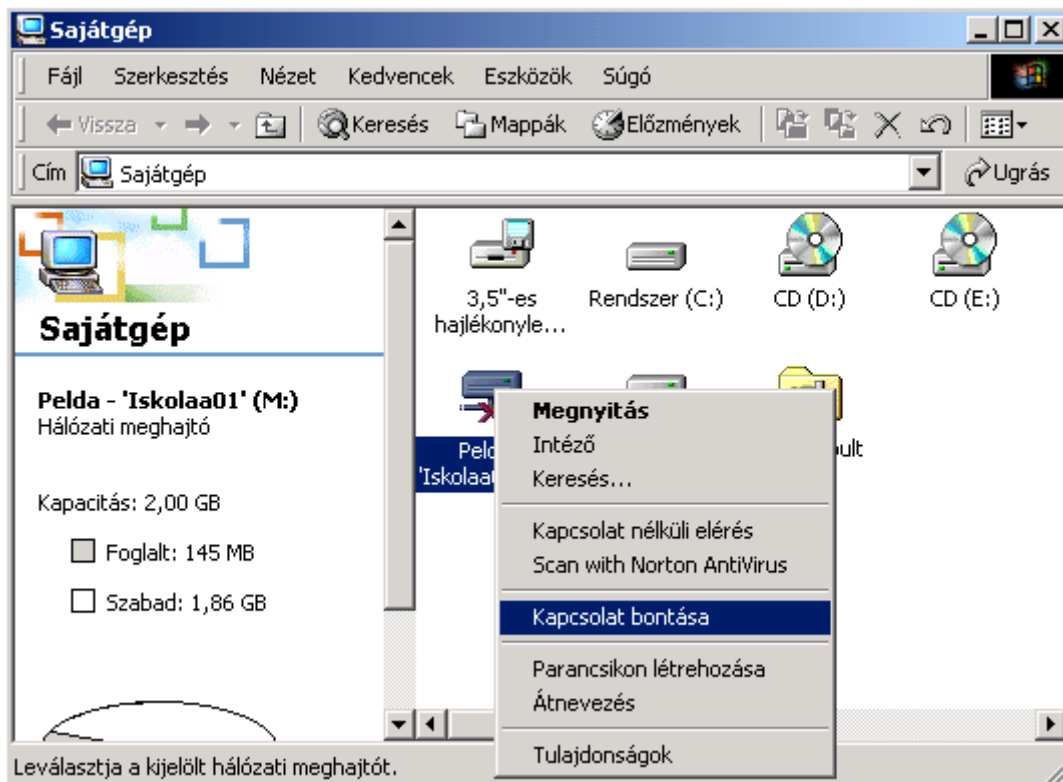 Sajátgép
Fájl Szerkesztés Nézet Kedvencek Eszközök Súgó
Vissza Keresés Mappák Előzmények
Cím Sajátgép Ugrás
Sajátgép
Pelda - 'Iskolaa01' (M:)
Hálózati meghajtó
Kapacitás: 2,00 GB
Foglalt: 145 MB
Szabad: 1,86 GB
3,5"-es
hajlékonyle...
Rendszer (C:)
CD (D:)
CD (E:)
Megnyitás
Intéző
Keresés...
Kapcsolat nélküli elérés
Scan with Norton AntiVirus
Kapcsolat bontása
Parancsikon létrehozása
Átnevezés
Tulajdonságok
Leválasztja a kijelölt hálózati meghajtót.